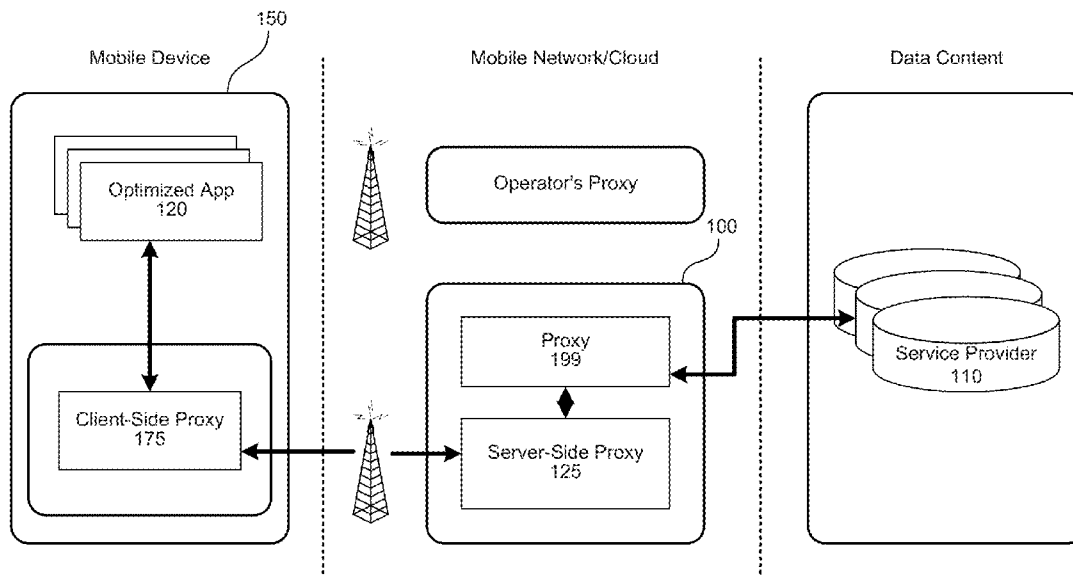 150
Mobile Device
Mobile Network/Cloud
Data Content
Optimized App
120
Operator's Proxy
100
Proxy
199
Service Provider
110
Client-Side Proxy
175
Server-Side Proxy
125